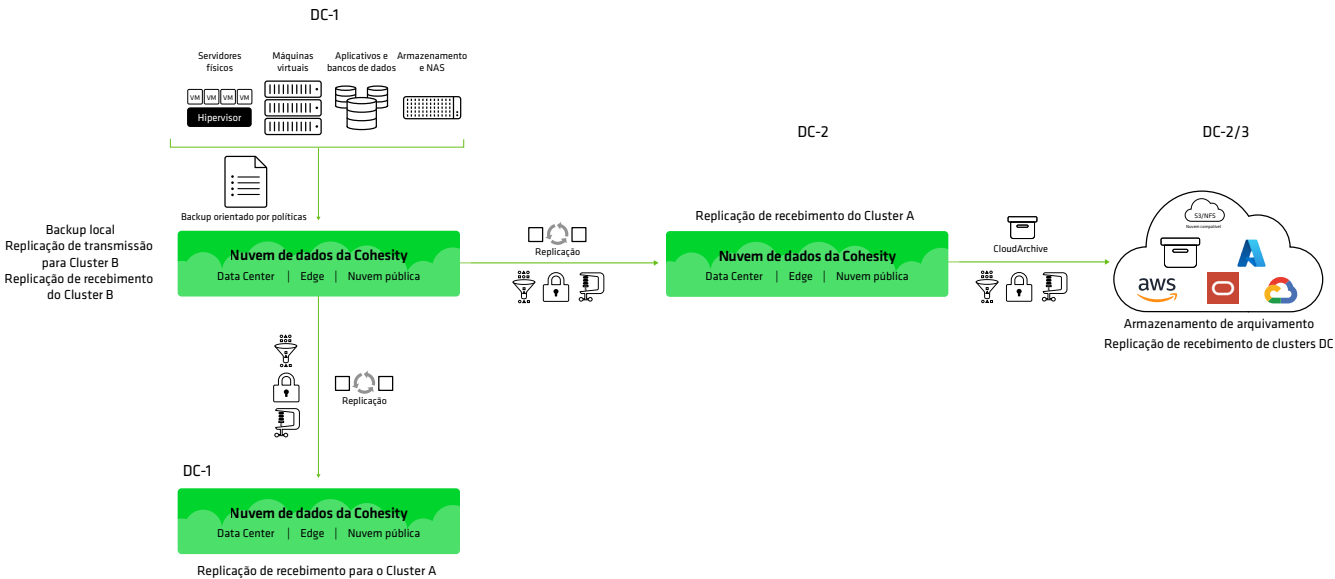 DC-1
Servidores
físicos
Máquinas
virtuais
Aplicativos e
bancos de dados
Armazenamento
e NAS
VM VM VM VM
Hipervisor
Backup orientado por políticas
Backup local
Replicação de transmissão
para Cluster B
Replicação de recebimento
do Cluster B
Nuvem de dados da Cohesity
Data Center | Edge | Nuvem pública
Replicação
DC-2
Replicação de recebimento do Cluster A
Nuvem de dados da Cohesity
Data Center | Edge | Nuvem pública
CloudArchive
DC-2/3
S3/NFS
Nuvem compatível
aws
Armazenamento de arquivamento
Replicação de recebimento de clusters DC
Replicação
DC-1
Nuvem de dados da Cohesity
Data Center | Edge | Nuvem pública
Replicação de recebimento para o Cluster A